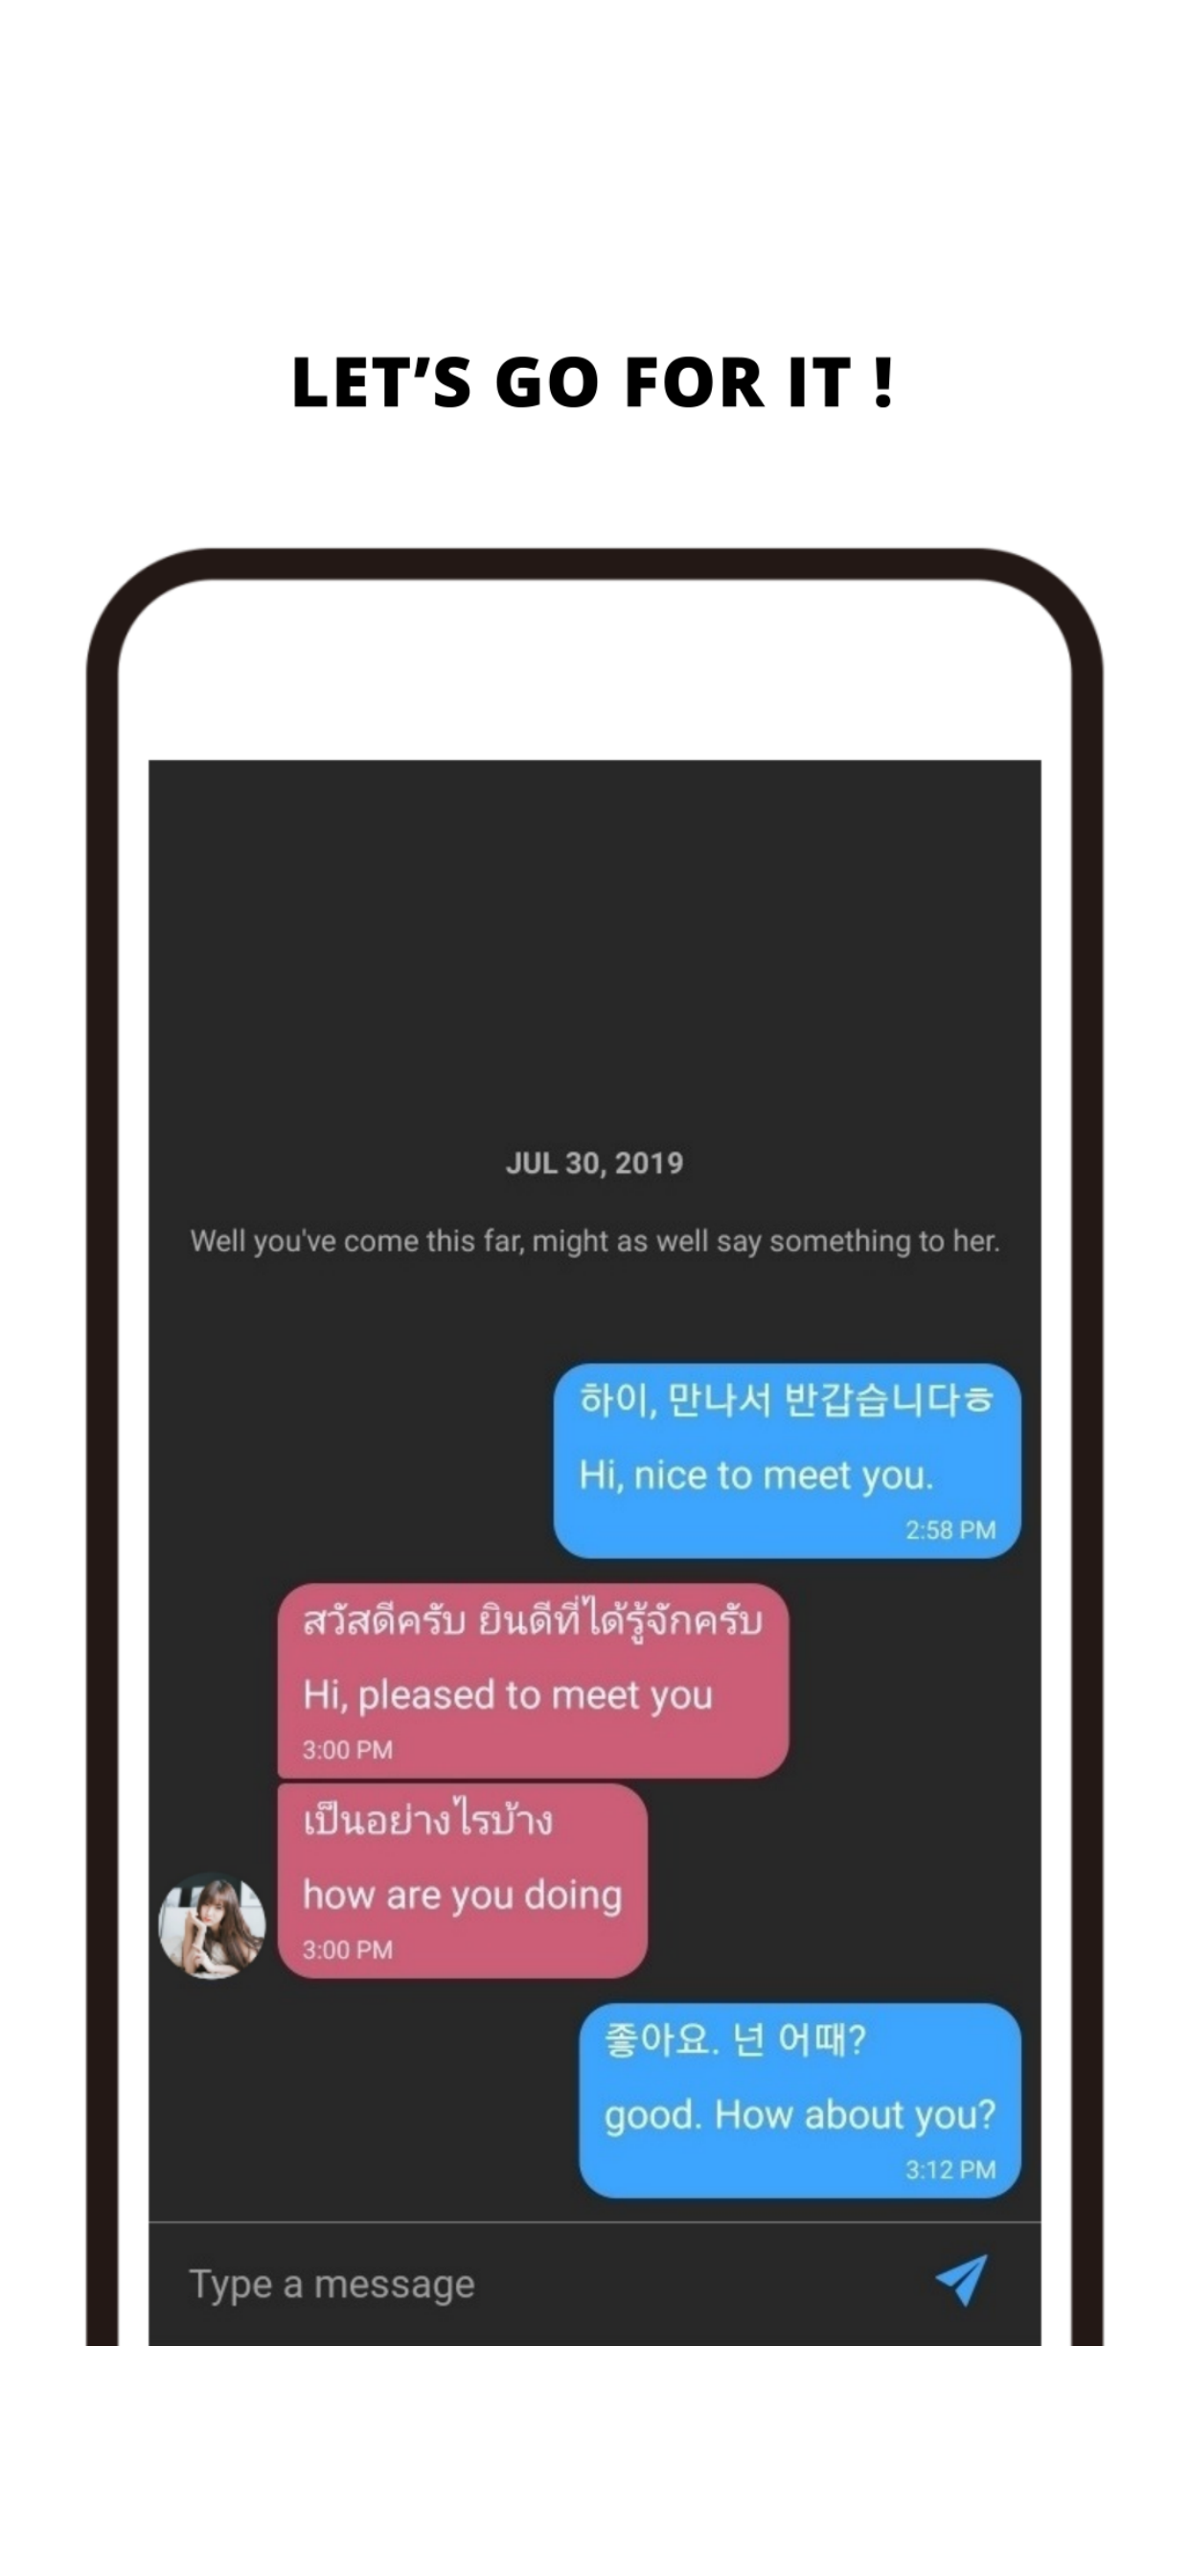 LET’S GO FOR IT !
JUL 30, 2019
Well you've come this far, might as well say something to her.
하이, 만나서 반갑습니다ㅎ
Hi, nice to meet you.
2:58 PM
สวัสดีครับ ยินดีที่ได้รู้จักครับ
Hi, pleased to meet you
3:00 PM
เป็นอย่างไรบ้าง
how are you doing
3:00 PM
좋아요. 넌 어때?
good. How about you?
3:12 PM
Type a message